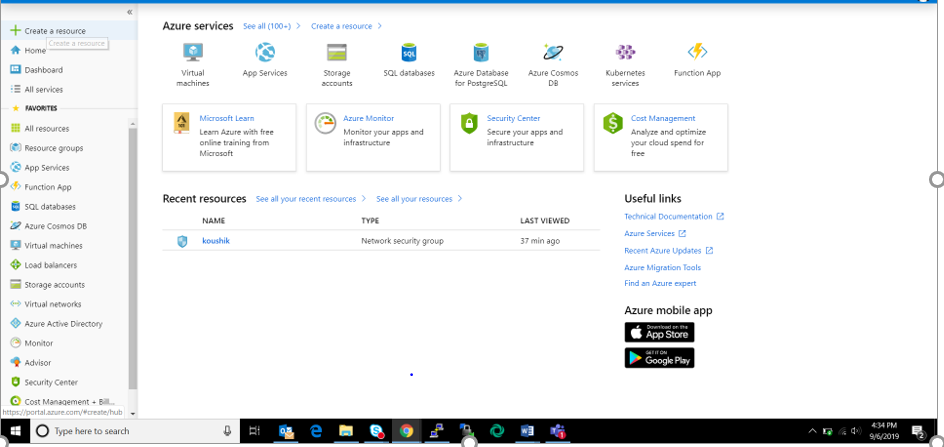 «
Create a resource
Create a resource
Home
Dashboard
All services
FAVORITES
All resources
Resource groups
App Services
Function App
SQL databases
Azure Cosmos DB
Virtual machines
Load balancers
Storage accounts
Virtual networks
Azure Active Directory
Monitor
Advisor
Security Center
Cost Management + Bill...
https://portal.azure.com/#create/hub
Azure services See all (100+) > Create a resource >
Virtual machines
App Services
Storage accounts
SQL
SQL databases
Azure Database for PostgreSQL
Azure Cosmos DB
Kubernetes services
Function App
Microsoft Learn
Learn Azure with free
online training from
Microsoft
Azure Monitor
Monitor your apps and
infrastructure
Security Center
Secure your apps and
infrastructure
Cost Management
Analyze and optimize
your cloud spend for
free
Recent resources See all your recent resources > See all your resources >
NAME TYPE LAST VIEWED
koushik Network security group 37 min ago
Useful links
Technical Documentation
Azure Services
Recent Azure Updates
Azure Migration Tools
Find an Azure expert
Azure mobile app
Download on the
App Store
GET IT ON
Google Play
Type here to search
4:34 PM
9/6/2019
2